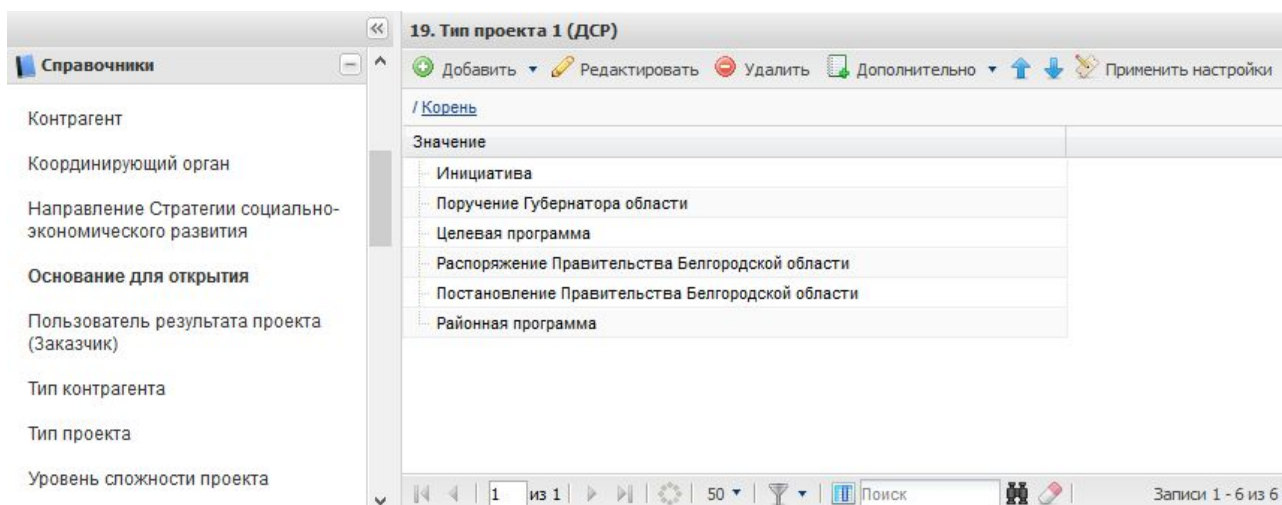 Справочники
Контрагент
Координирующий орган
Направление Стратегии социально-
экономического развития
Основание для открытия
Пользователь результата проекта
(Заказчик)
Тип контрагента
Тип проекта
Уровень сложности проекта
19. Тип проекта 1 (ДСР)
Добавить Редактировать Удалить Дополнительно Применить настройки
/ Корень
Значение
Инициатива
Поручение Губернатора области
Целевая программа
Распоряжение Правительства Белгородской области
Постановление Правительства Белгородской области
Районная программа
1 из 1 50 Поиск Записи 1 - 6 из 6